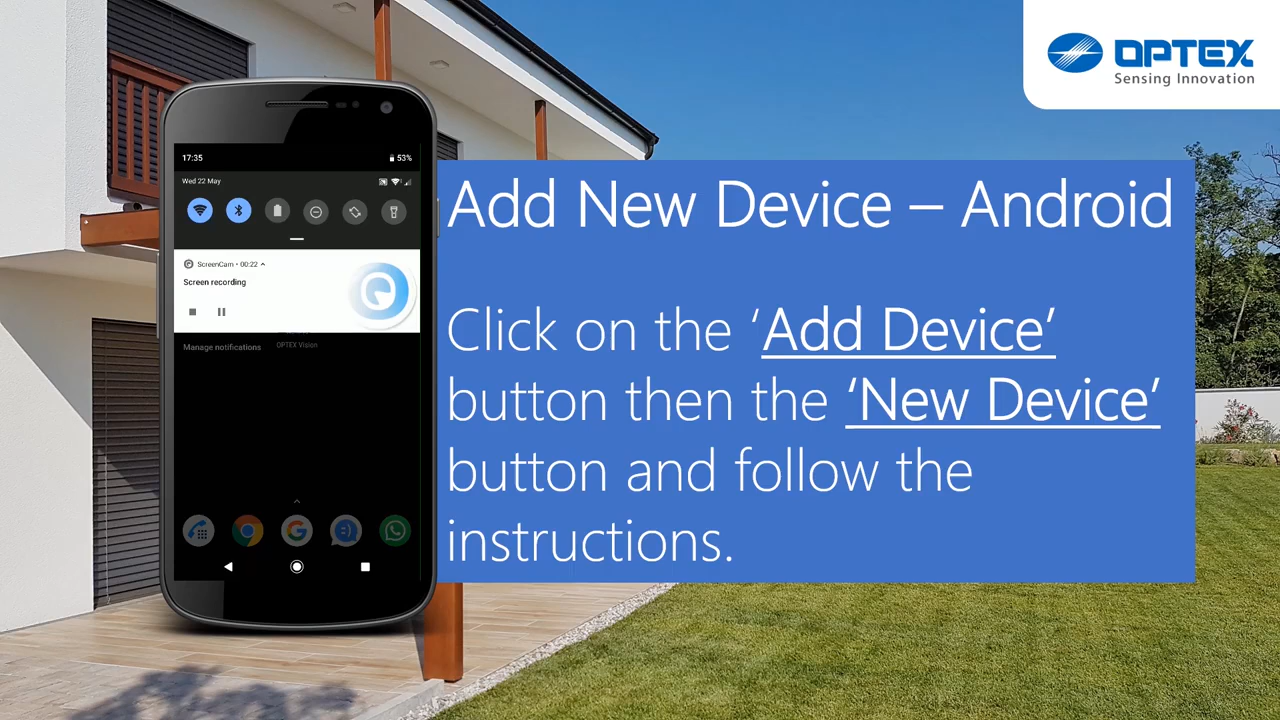 OPTEX
Sensing Innovation
17:35
53%
Wed 22 May
ScreenCam • 00:22
Screen recording
Manage notifications
OPTEX Vision
Add New Device – Android
Click on the ‘Add Device’
button then the ‘New Device’
button and follow the
instructions.